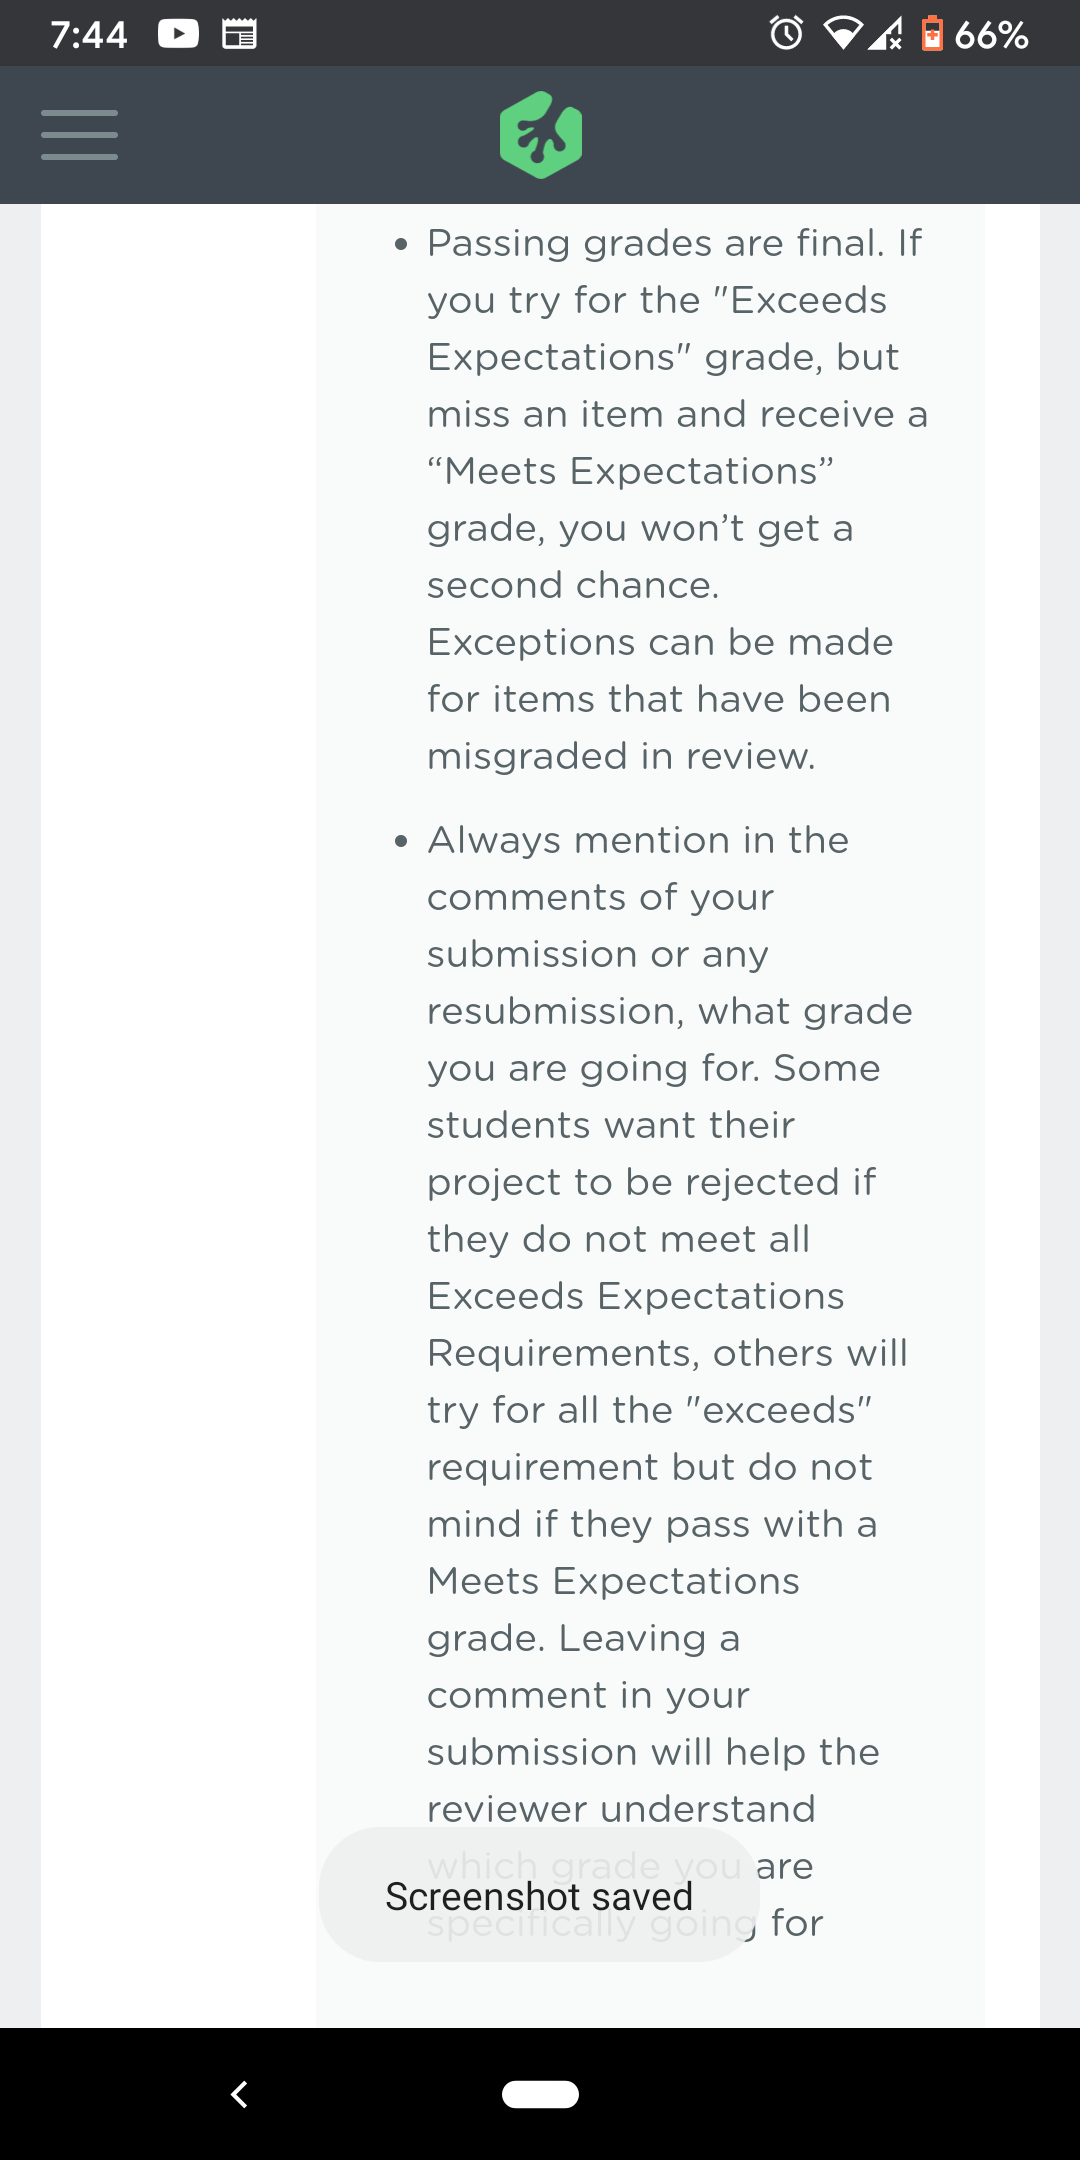 7:44
66%
Passing grades are final. If
you try for the "Exceeds
Expectations" grade, but
miss an item and receive a
“Meets Expectations”
grade, you won’t get a
second chance.
Exceptions can be made
for items that have been
misgraded in review.
Always mention in the
comments of your
submission or any
resubmission, what grade
you are going for. Some
students want their
project to be rejected if
they do not meet all
Exceeds Expectations
Requirements, others will
try for all the "exceeds"
requirement but do not
mind if they pass with a
Meets Expectations
grade. Leaving a
comment in your
submission will help the
reviewer understand
which grade you are
Screenshot saved
specifically going for